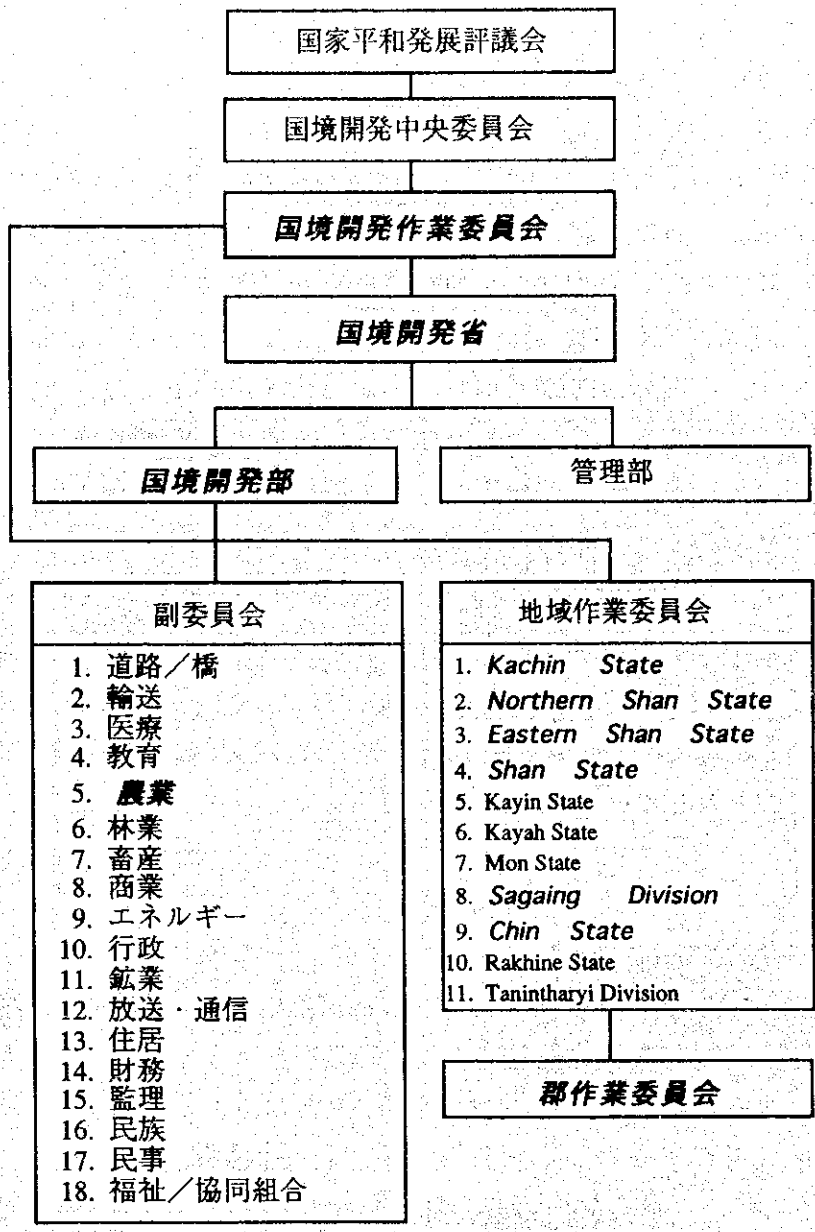 国家平和発展評議会
国境開発中央委員会
国境開発作業委員会
国境開発省
国境開発部
管理部
副委員会
1. 道路／橋
2. 輸送
3. 医療
4. 教育
5. 農業
6. 林業
7. 畜産
8. 商業
9. エネルギー
10. 行政
11. 鉱業
12. 放送・通信
13. 住居
14. 財務
15. 監理
16. 民族
17. 民事
18. 福祉／協同組合
地域作業委員会
1. Kachin State
2. Northern Shan State
3. Eastern Shan State
4. Shan State
5. Kayin State
6. Kayah State
7. Mon State
8. Sagaing Division
9. Chin State
10. Rakhine State
11. Tanintharyi Division
郡作業委員会